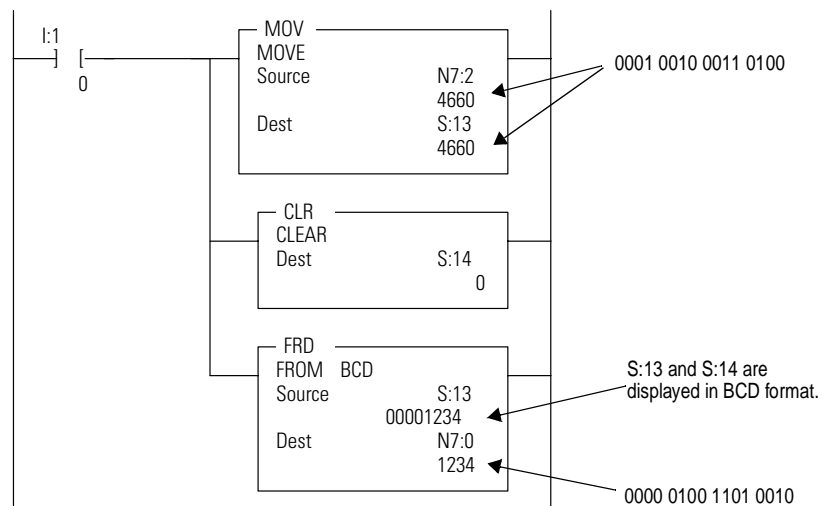 I:1
] [
0
MOV
MOVE
Source N7:2
4660
Dest S:13
4660
0001 0010 0011 0100
CLR
CLEAR
Dest S:14
0
FRD
FROM BCD
Source S:13
00001234
Dest N7:0
1234
S:13 and S:14 are
displayed in BCD format.
0000 0100 1101 0010